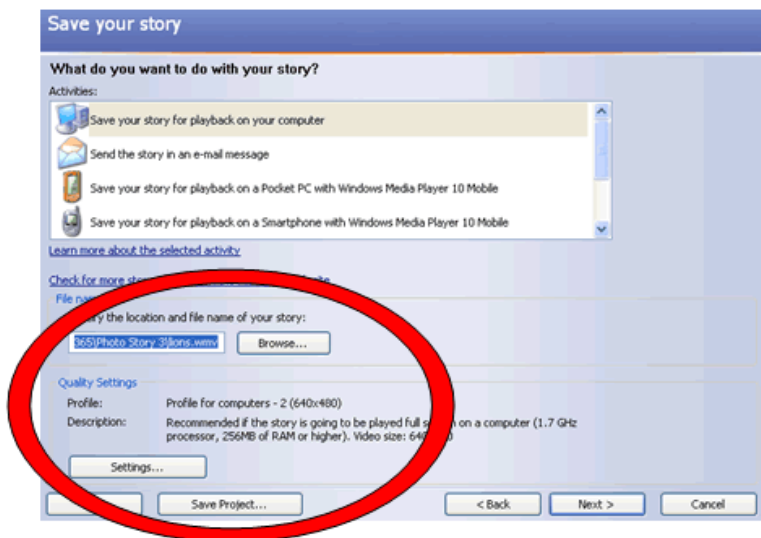 Save your story
What do you want to do with your story?
Activities:
Save your story for playback on your computer
Send the story in an e-mail message
Save your story for playback on a Pocket PC with Windows Media Player 10 Mobile
Save your story for playback on a Smartphone with Windows Media Player 10 Mobile
Learn more about the selected activity
Check for more
File
the location and file name of your story:
365\Photo Story 3\lions.wmv Browse...
Quality Settings
Profile: Profile for computers - 2 (640x480)
Description: Recommended if the story is going to be played full on a computer (1.7 GHz
processor, 256MB of RAM or higher). Video size:
Settings...
Save Project... < Back Next > Cancel